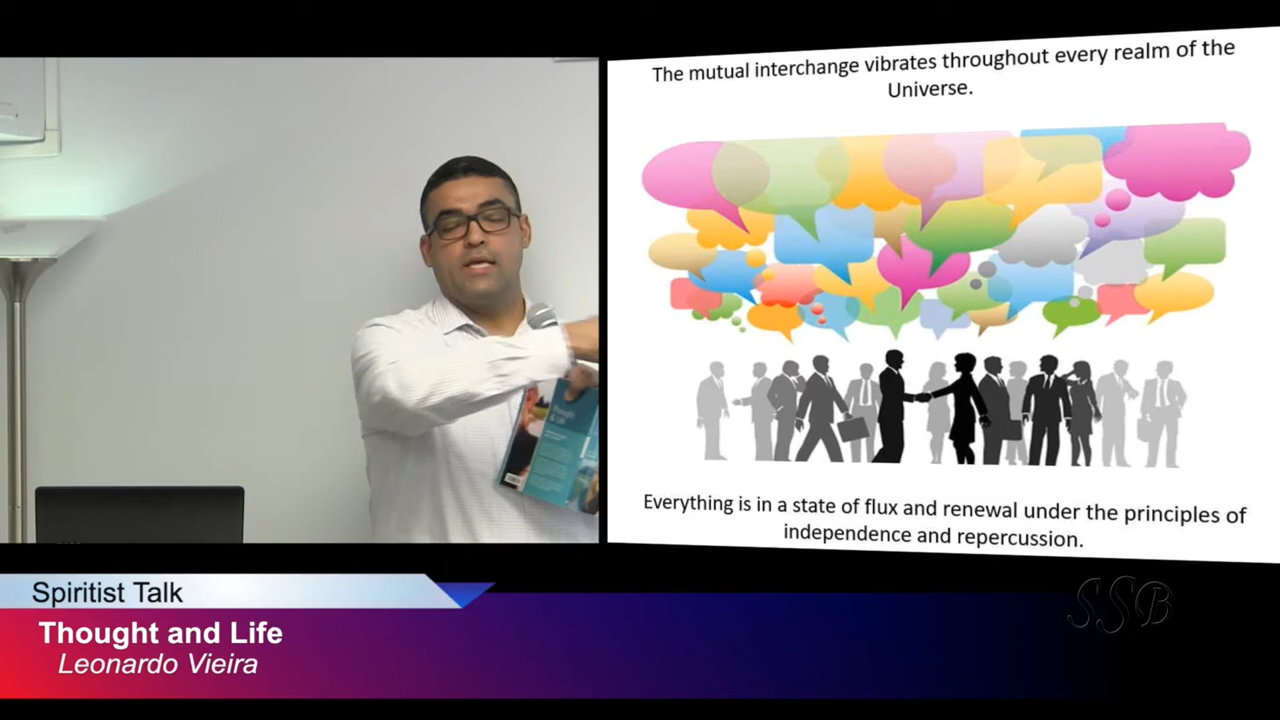 The mutual interchange vibrates throughout every realm of the
Universe.
Everything is in a state of flux and renewal under the principles of
independence and repercussion.
Thought
Spiritist Talk
Thought and Life
Leonardo Vieira
SSB